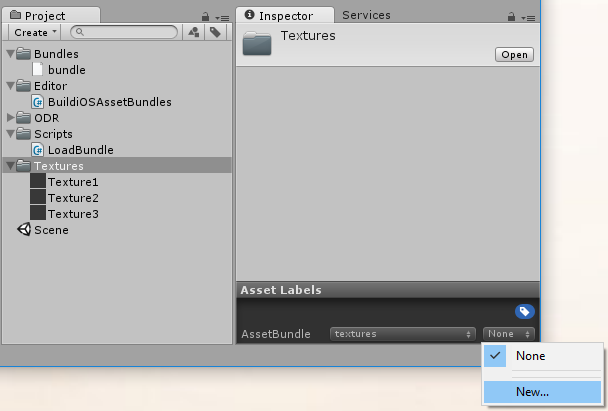 Project
Create
Bundles
bundle
Editor
BuildiOSAssetBundles
ODR
Scripts
LoadBundle
Textures
Texture1
Texture2
Texture3
Scene
Inspector
Services
Textures
Open
Asset Labels
AssetBundle textures None
None
New...